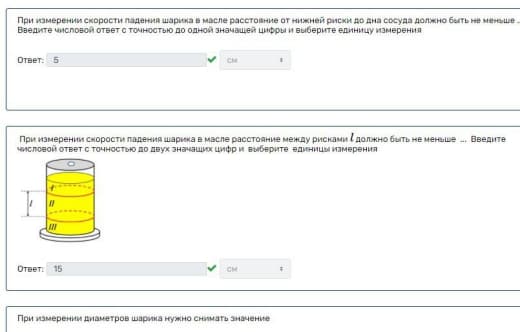 При измерении скорости падения шарика в масле расстояние от нижней риски до дна сосуда должно быть не меньше ..
Введите числовой ответ с точностью до одной значащей цифры и выберите единицу измерения
Ответ: 5 см
При измерении скорости падения шарика в масле расстояние между рисками l должно быть не меньше ... Введите
числовой ответ с точностью до двух значащих цифр и выберите единицы измерения
I
l II
III
Ответ: 15 см
При измерении диаметров шарика нужно снимать значение